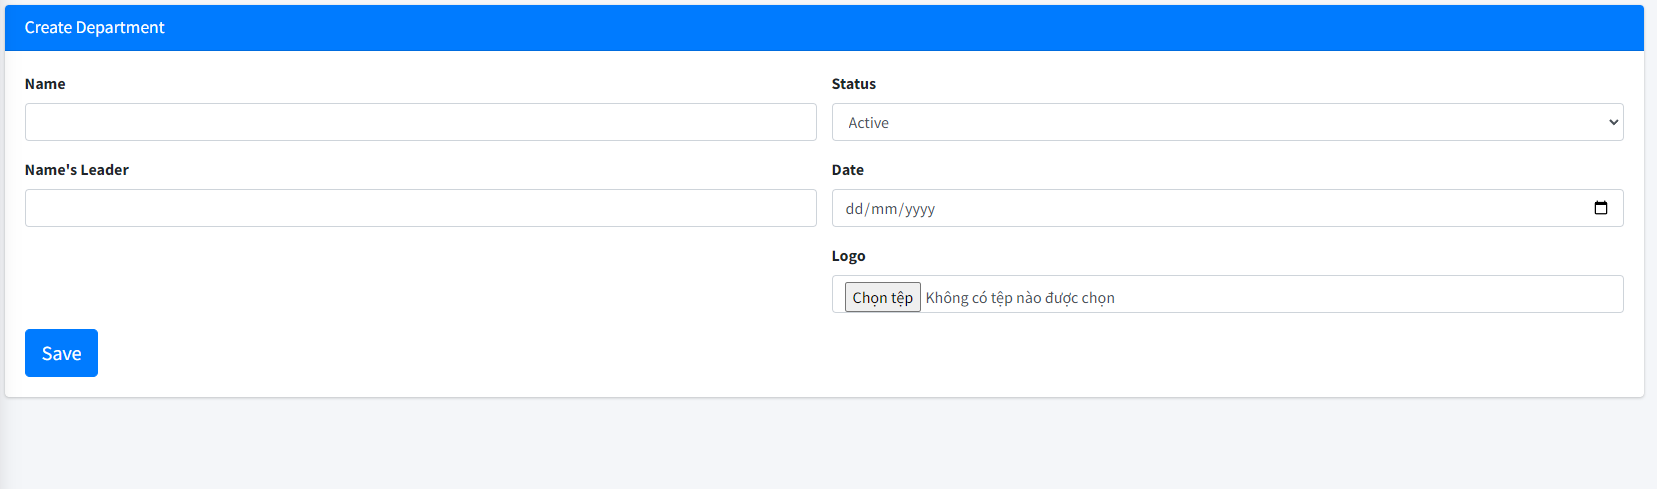 Create Department
Name
Status
Active
Name's Leader
Date
dd/mm/yyyy
Logo
Chọn tệp Không có tệp nào được chọn
Save